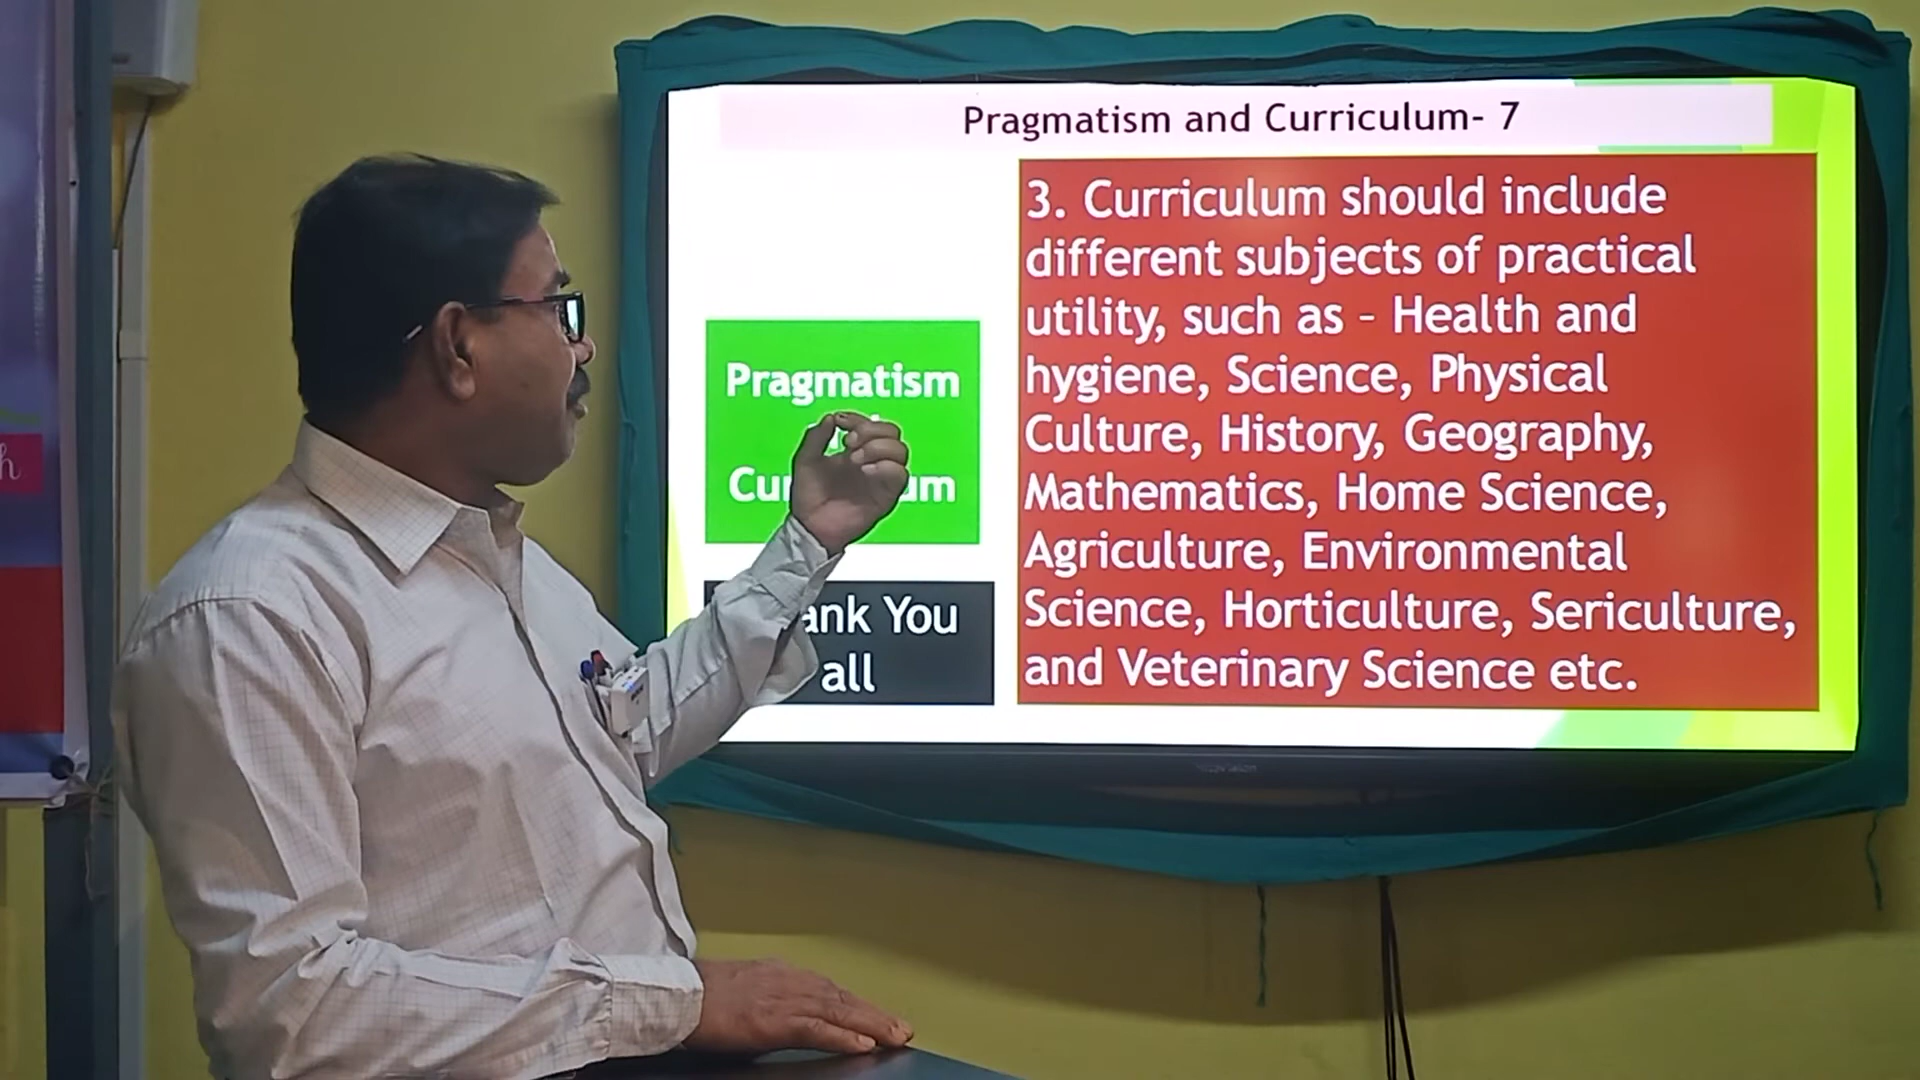 Pragmatism and Curriculum- 7
3. Curriculum should include
different subjects of practical
utility, such as - Health and
hygiene, Science, Physical
Culture, History, Geography,
Mathematics, Home Science,
Agriculture, Environmental
Science, Horticulture, Sericulture,
and Veterinary Science etc.
Pragmatism
You
all
h